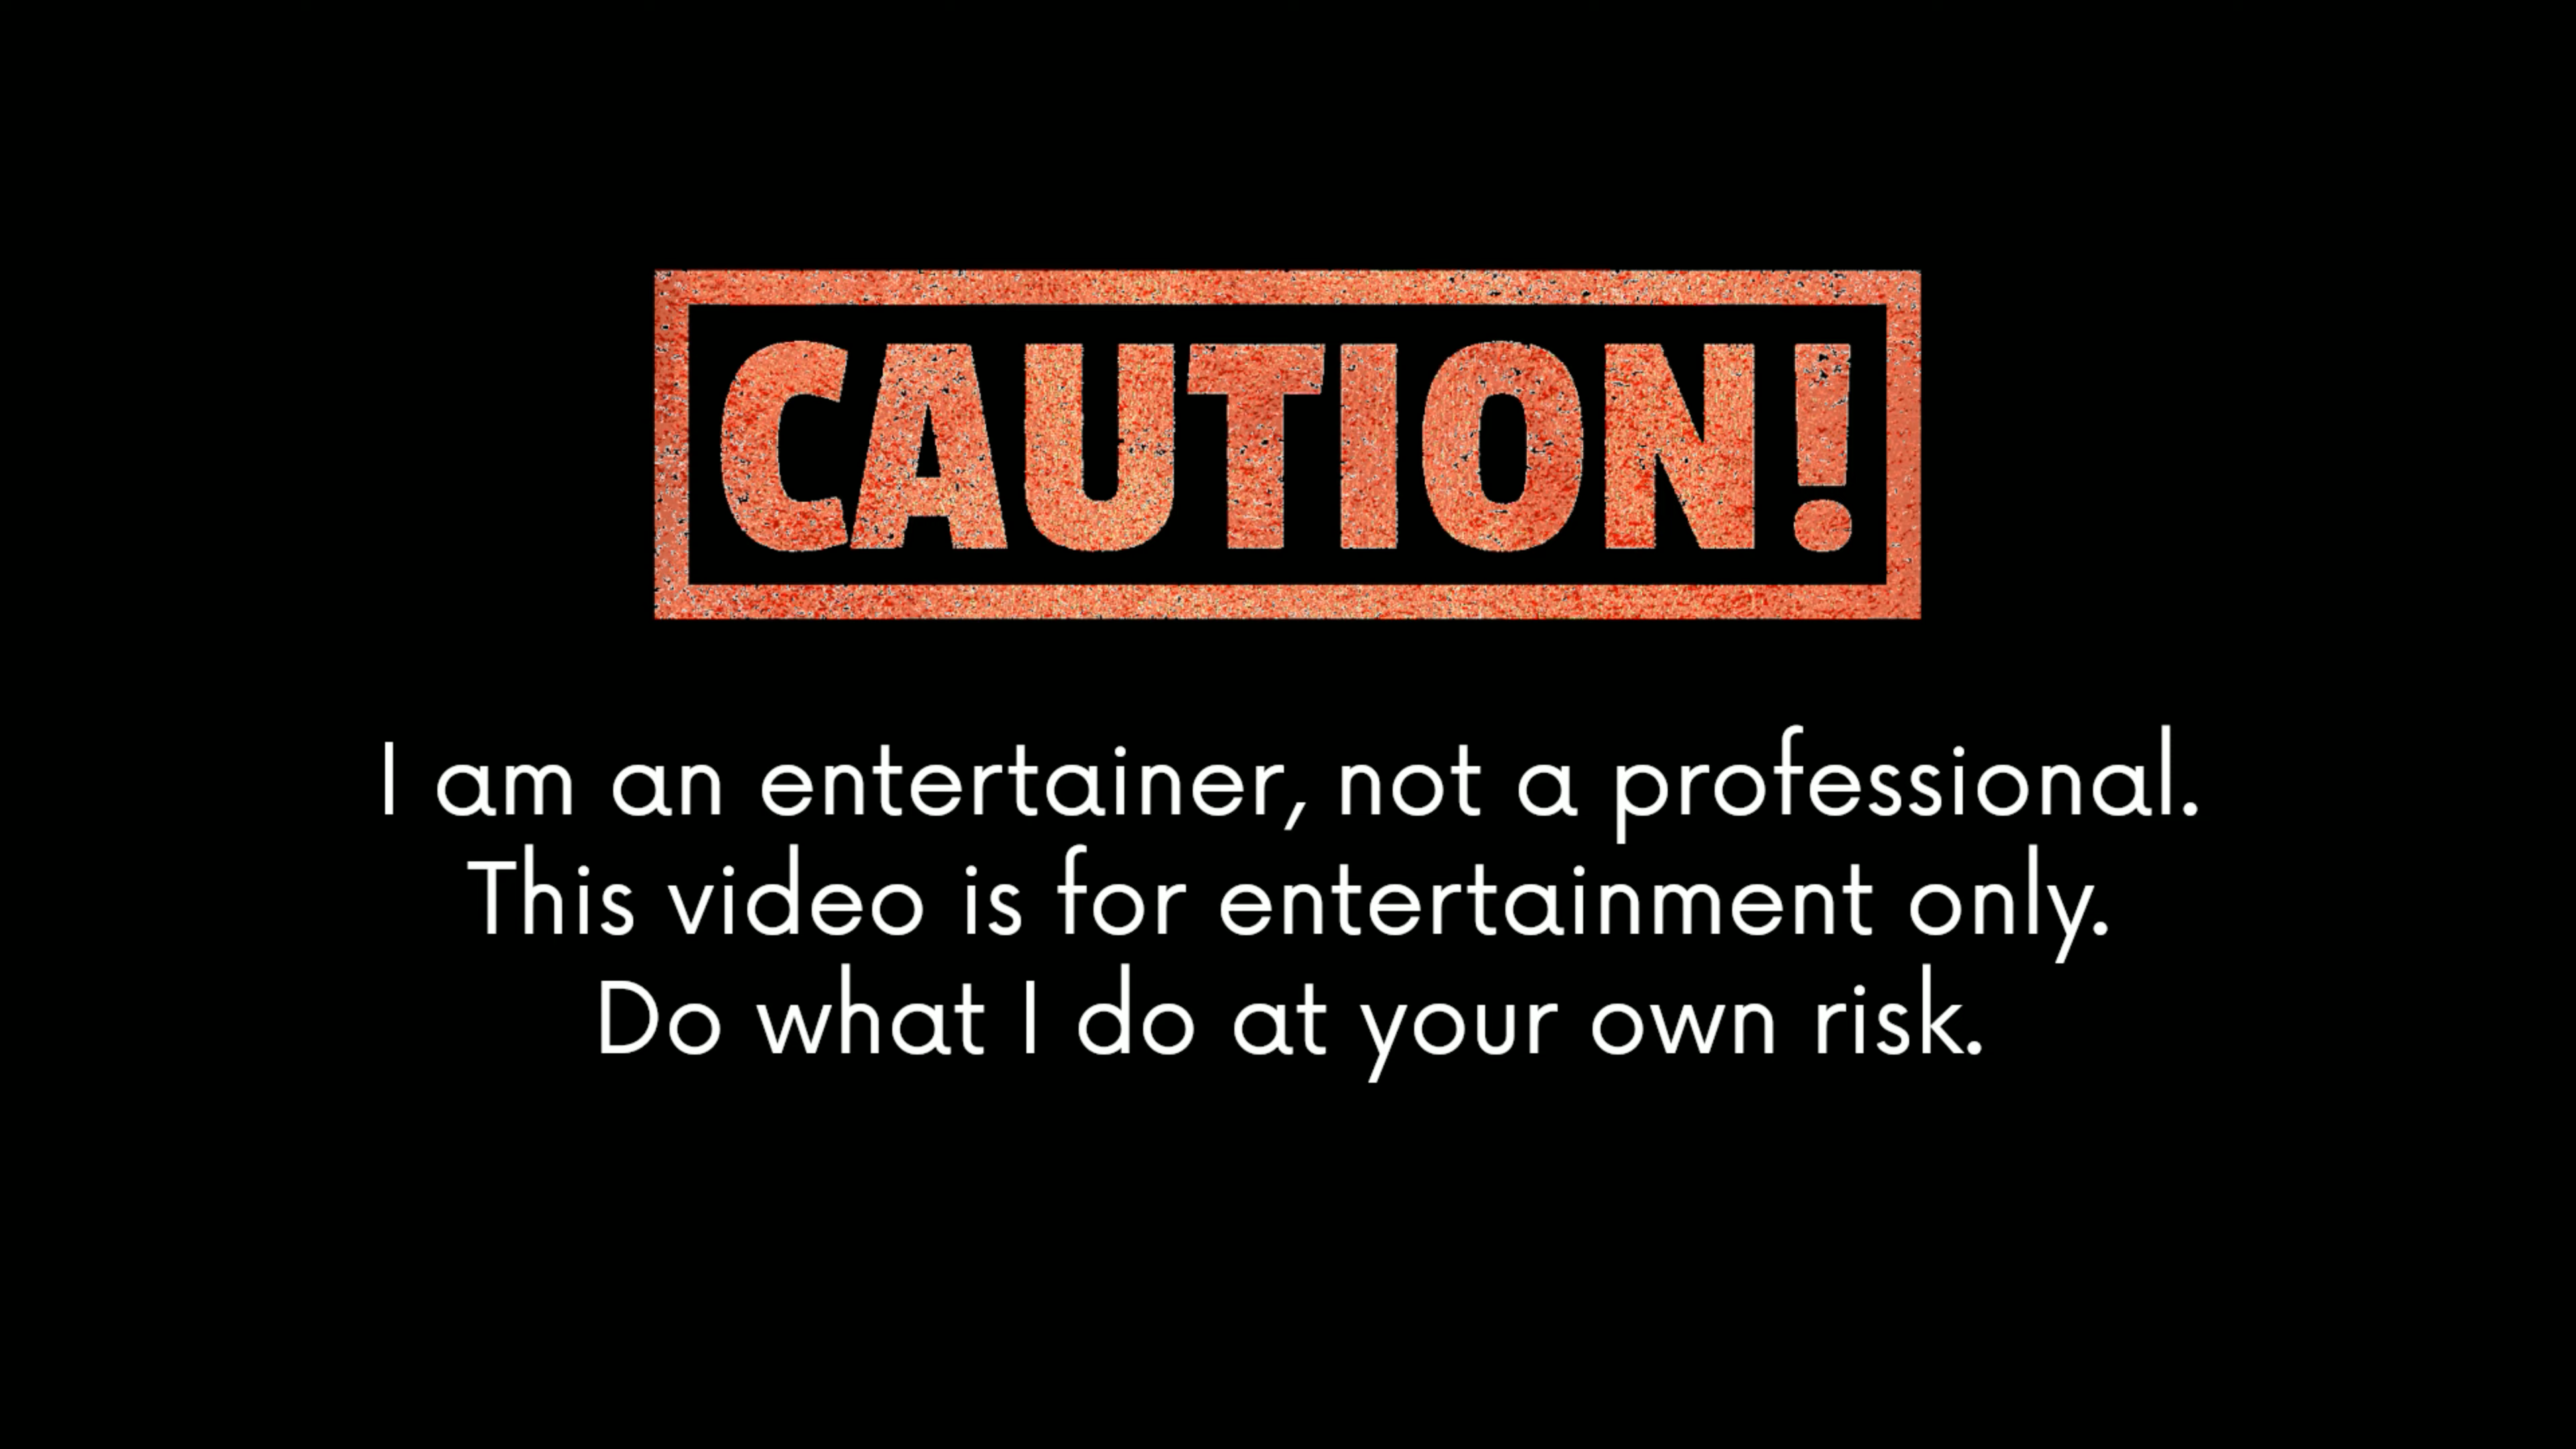 CAUTION!
I am an entertainer, not a professional.
This video is for entertainment only.
Do what I do at your own risk.